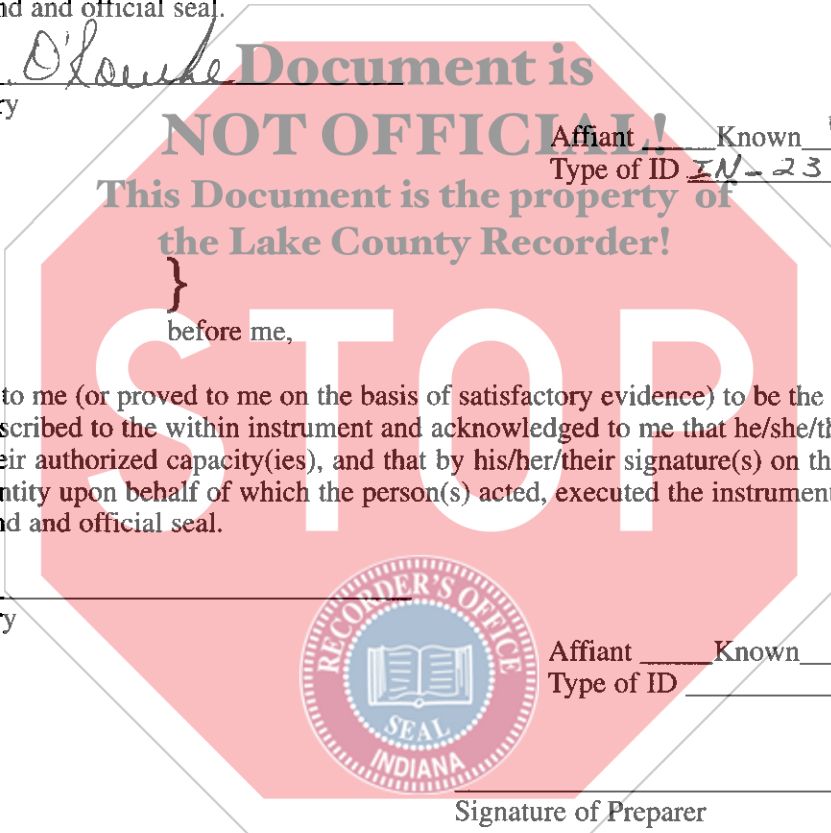 nd and official seal.
O'Rourke
Document is
ry
NOT OFFICIAL!
Affiant Known
Type of ID IN-23
This Document is the property of
the Lake County Recorder!
}
before me,
STOP
to me (or proved to me on the basis of satisfactory evidence) to be the
scribed to the within instrument and acknowledged to me that he/she/th
eir authorized capacity(ies), and that by his/her/their signature(s) on th
ntity upon behalf of which the person(s) acted, executed the instrument
nd and official seal.
ry
RECORDER'S OFFICE
SEAL
INDIANA
Affiant Known
Type of ID
Signature of Preparer